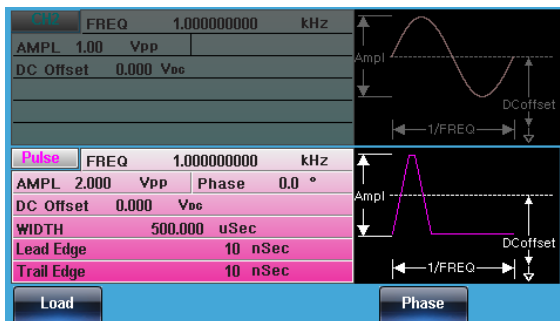 CH2 FREQ 1.000000000 kHz
AMPL 1.00 Vpp
DC Offset 0.000 VDC
Ampl
DCoffset
1/FREQ
Pulse FREQ 1.000000000 kHz
AMPL 2.000 Vpp Phase 0.0 °
DC Offset 0.000 VDC
WIDTH 500.000 uSec
Lead Edge 10 nSec
Trail Edge 10 nSec
Ampl
DCoffset
1/FREQ
Load Phase